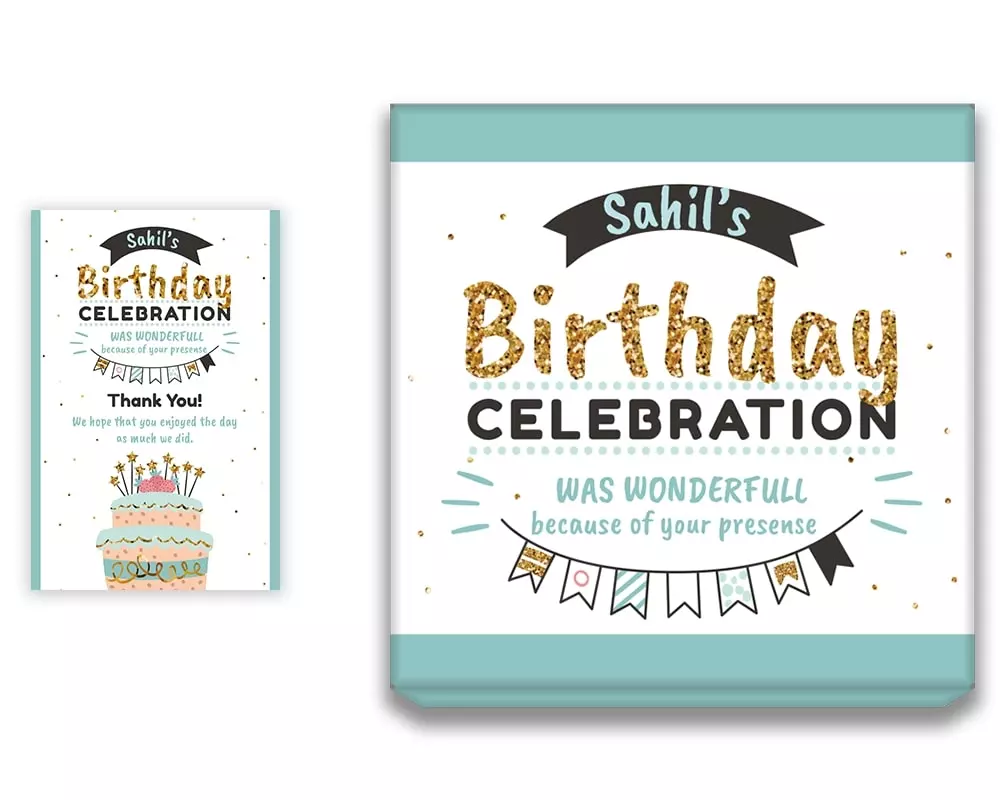 Sahil's
Birthday
CELEBRATION
WAS WONDERFULL
because of your presense
Thank You!
We hope that you enjoyed the day
as much we did.
Sahil's
Birthday
CELEBRATION
WAS WONDERFULL
because of your presense